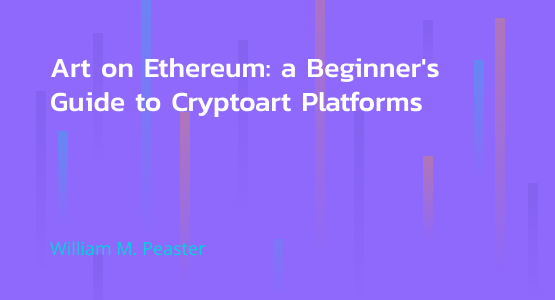 Art on Ethereum: a Beginner's
Guide to Cryptoart Platforms
William M. Peaster